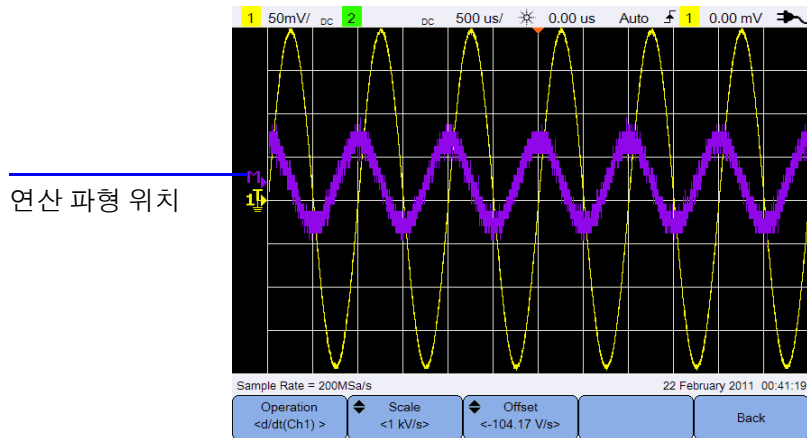 1 50mV/ DC 2 DC 500 us/ 0.00 us Auto 1 0.00 mV
M
연산 파형 위치
1
T
Sample Rate = 200MSa/s 22 February 2011 00:41:19
Operation Scale Offset
<d/dt(Ch1) > <1 kV/s> <-104.17 V/s> Back